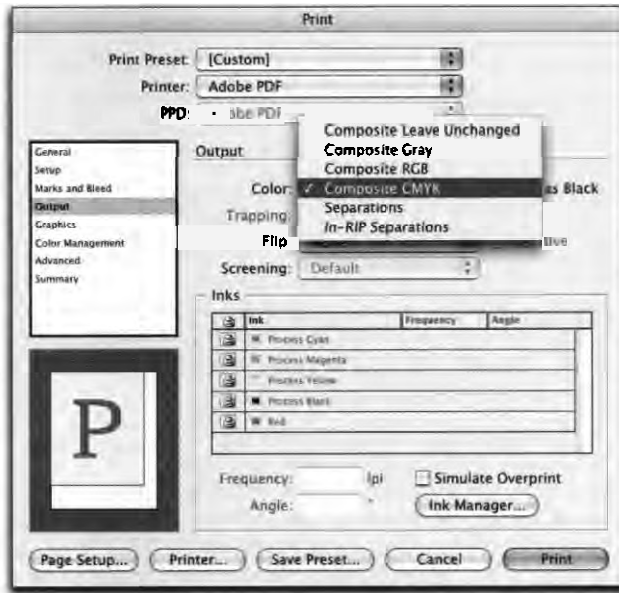 Print
Print Preset: [Custom]
Printer: Adobe PDF
PPD: Adobe PDF
Composite Leave Unchanged
General
Output
Composite Gray
Setup
Composite RGB
Marks and Bleed
Color: ✓ Composite CMYK as Black
Output
Separations
Graphics
Trapping:
In-RIP Separations
Color Management
Flip
Advanced
Screening: Default
Summary
Inks
Ink Frequency Angle
Process Cyan
Process Magenta
Process Yellow
Process Black
Red
P
Frequency: lpi Simulate Overprint
Angle: ° Ink Manager...
Page Setup... Printer... Save Preset... Cancel Print